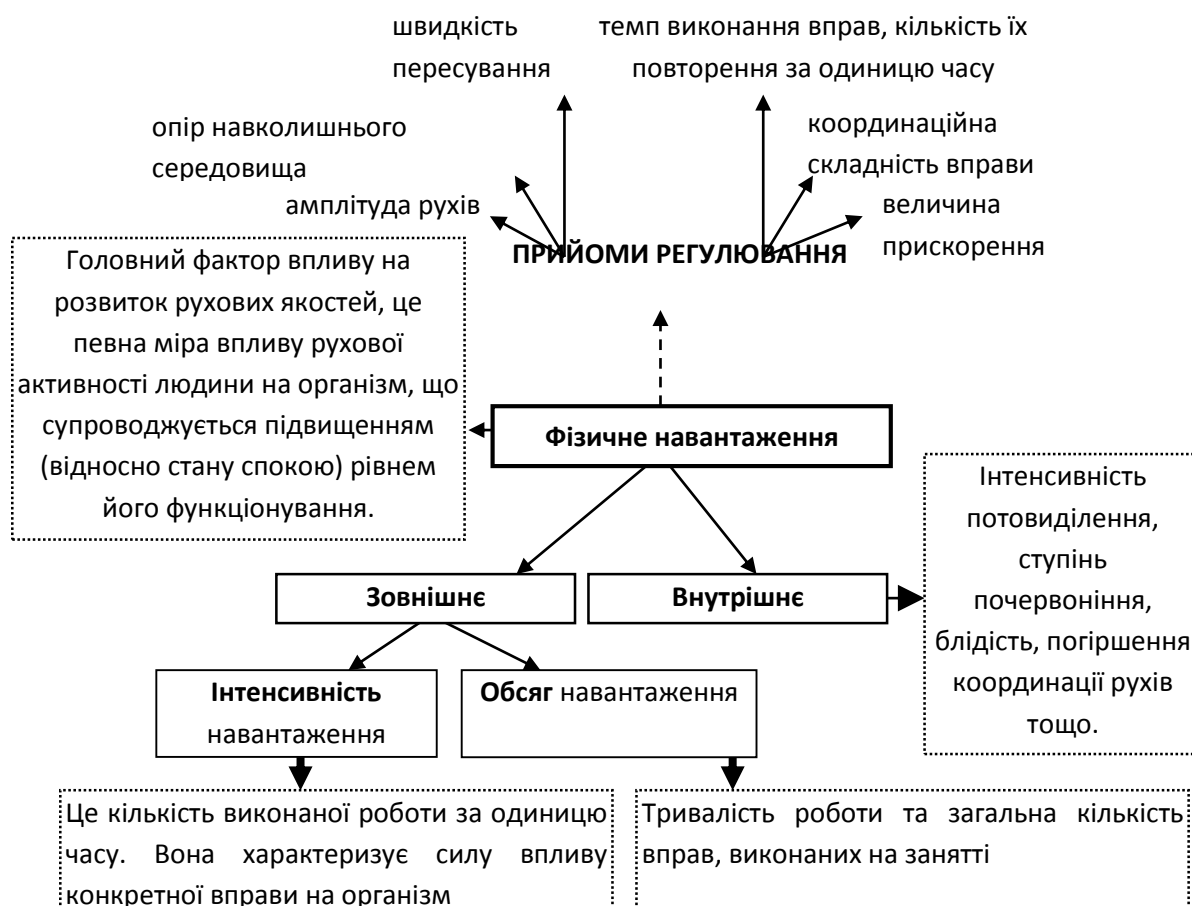 швидкість
пересування
темп виконання вправ, кількість їх
повторення за одиницю часу
опір навколишнього
середовища
координаційна
складність вправи
амплітуда рухів
величина
прискорення
ПРИЙОМИ РЕГУЛЮВАННЯ
Головний фактор впливу на
розвиток рухових якостей, це
певна міра впливу рухової
активності людини на організм, що
супроводжується підвищенням
(відносно стану спокою) рівнем
його функціонування.
Фізичне навантаження
Інтенсивність
потовиділення,
ступінь
почервоніння,
блідість, погіршення
координації рухів
тощо.
Зовнішнє
Внутрішнє
Інтенсивність
навантаження
Обсяг навантаження
Це кількість виконаної роботи за одиницю
часу. Вона характеризує силу впливу
конкретної вправи на організм
Тривалість роботи та загальна кількість
вправ, виконаних на занятті